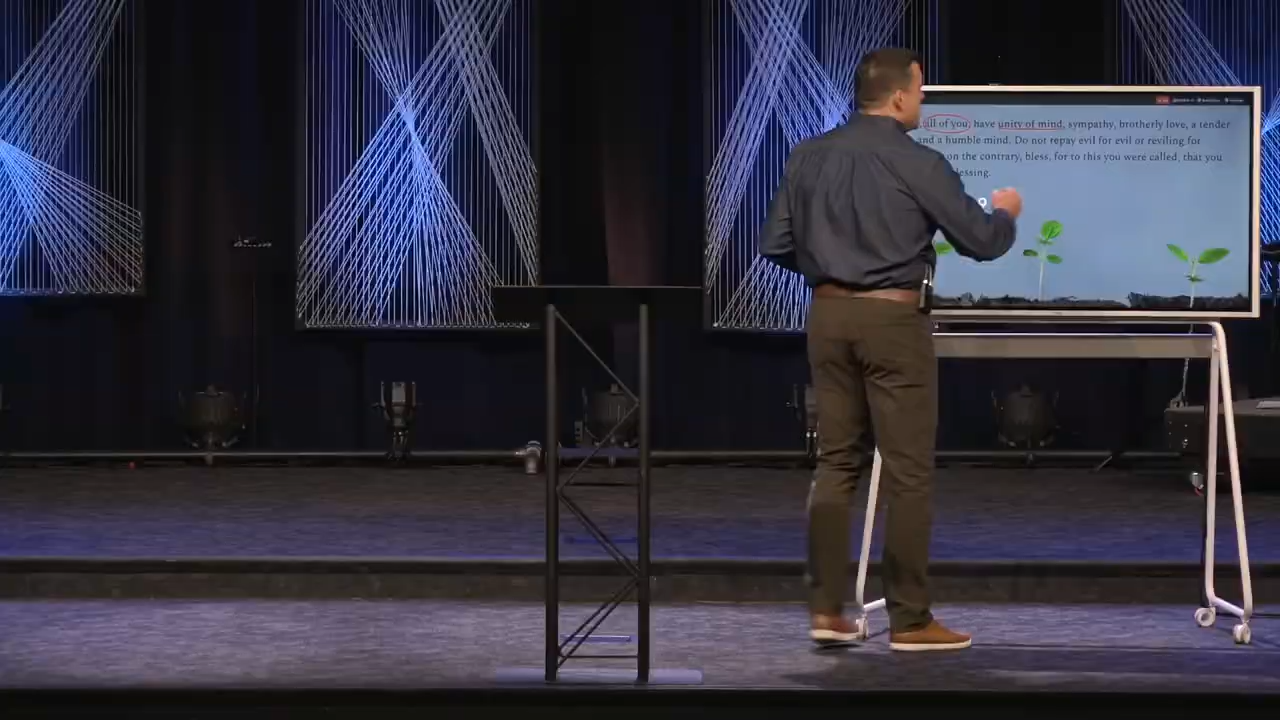 all of you, have unity of mind, sympathy, brotherly love, a tender
and a humble mind. Do not repay evil for evil or reviling for
on the contrary, bless, for to this you were called, that you